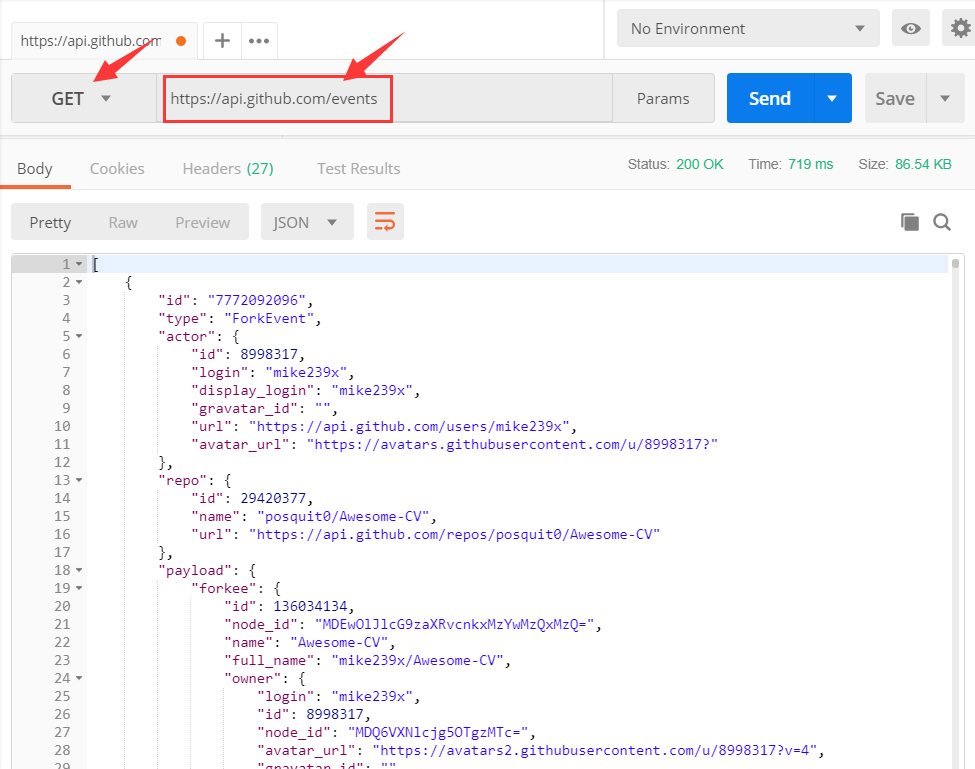 https://api.github.com
No Environment
GET https://api.github.com/events Params Send Save
Body Cookies Headers (27) Test Results Status: 200 OK Time: 719 ms Size: 86.54 KB
Pretty Raw Preview JSON
1 [
2 {
3 "id": "7772092096",
4 "type": "ForkEvent",
5 "actor": {
6 "id": 8998317,
7 "login": "mike239x",
8 "display_login": "mike239x",
9 "gravatar_id": "",
10 "url": "https://api.github.com/users/mike239x",
11 "avatar_url": "https://avatars.githubusercontent.com/u/8998317?"
12 },
13 "repo": {
14 "id": 29420377,
15 "name": "posquit0/Awesome-CV",
16 "url": "https://api.github.com/repos/posquit0/Awesome-CV"
17 },
18 "payload": {
19 "forkee": {
20 "id": 136034134,
21 "node_id": "MDEwOlJlcG9zaXRvcnkxMzYwMzQxMzQ=",
22 "name": "Awesome-CV",
23 "full_name": "mike239x/Awesome-CV",
24 "owner": {
25 "login": "mike239x",
26 "id": 8998317,
27 "node_id": "MDQ6VXNlcjg5OTgzMTc=",
28 "avatar_url": "https://avatars2.githubusercontent.com/u/8998317?v=4",
29 "gravatar_id": ""